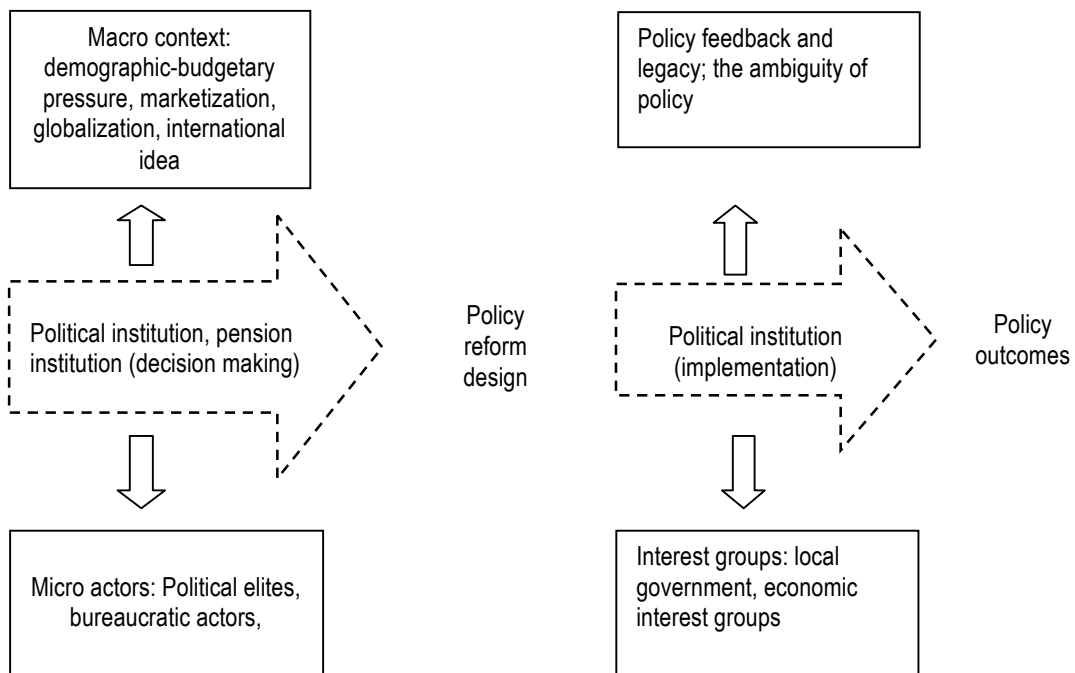 Macro context:
demographic-budgetary
pressure, marketization,
globalization, international
idea
Policy feedback and
legacy; the ambiguity of
policy
Political institution, pension
institution (decision making)
Policy
reform
design
Political institution
(implementation)
Policy
outcomes
Micro actors: Political elites,
bureaucratic actors,
Interest groups: local
government, economic
interest groups